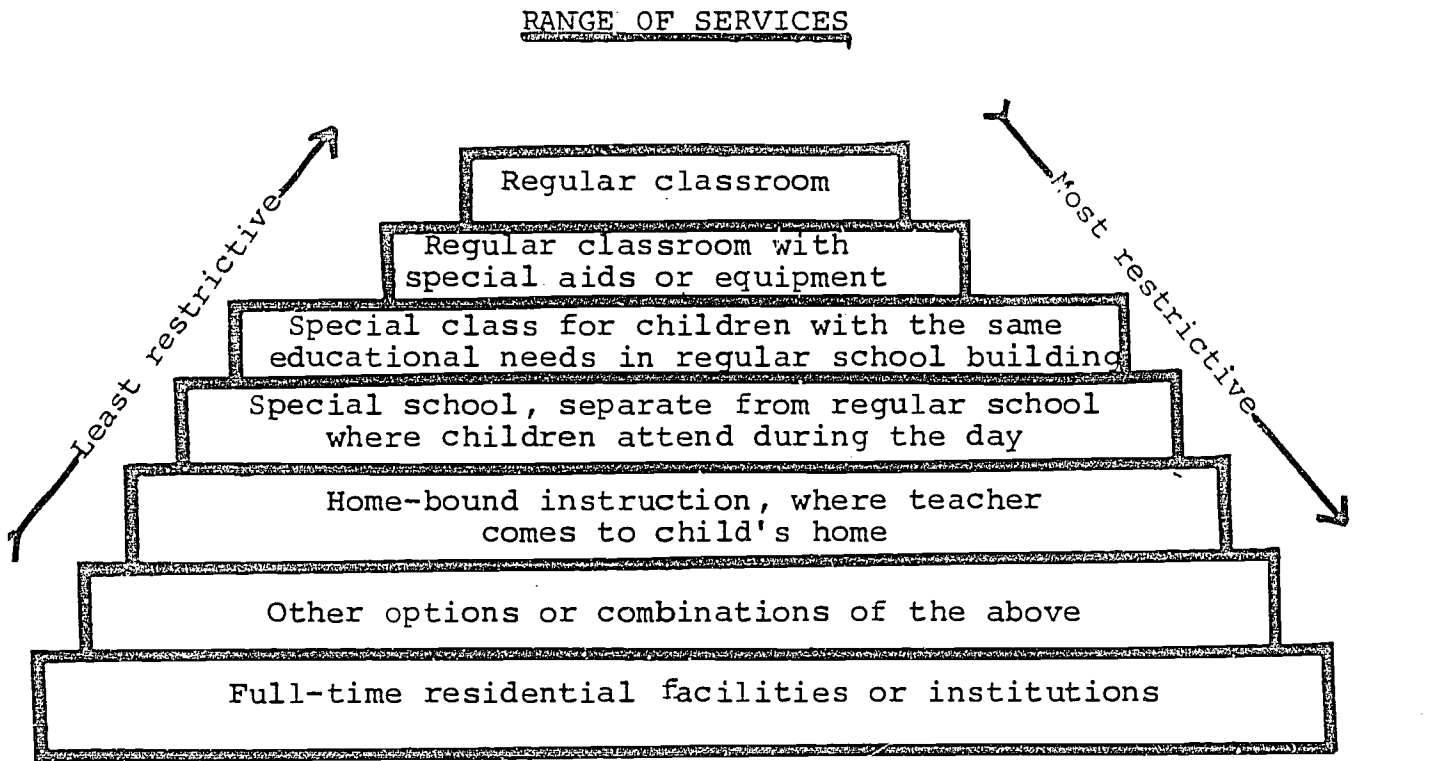 RANGE OF SERVICES
Least restrictive
Most restrictive
Regular classroom
Regular classroom with
special aids or equipment
Special class for children with the same
educational needs in regular school building
Special school, separate from regular school
where children attend during the day
Home-bound instruction, where teacher
comes to child's home
Other options or combinations of the above
Full-time residential facilities or institutions